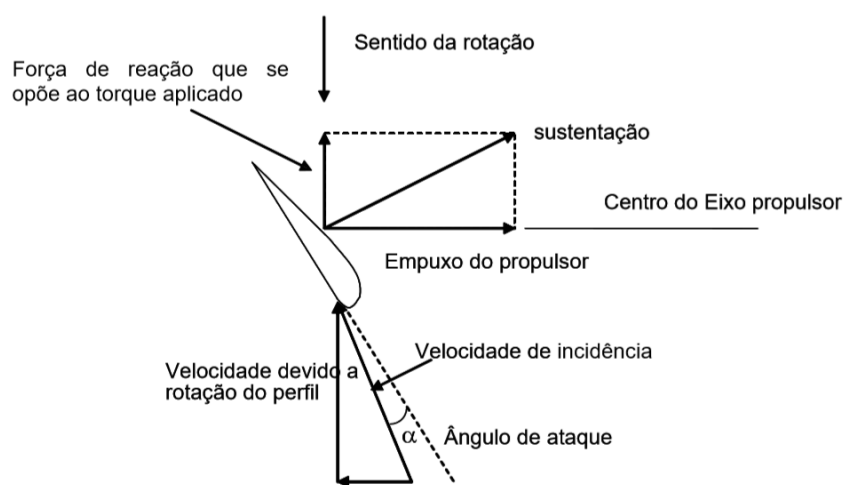 Sentido da rotação
Força de reação que se
opõe ao torque aplicado
sustentação
Centro do Eixo propulsor
Empuxo do propulsor
Velocidade de incidência
Velocidade devido a
rotação do perfil
α
Ângulo de ataque